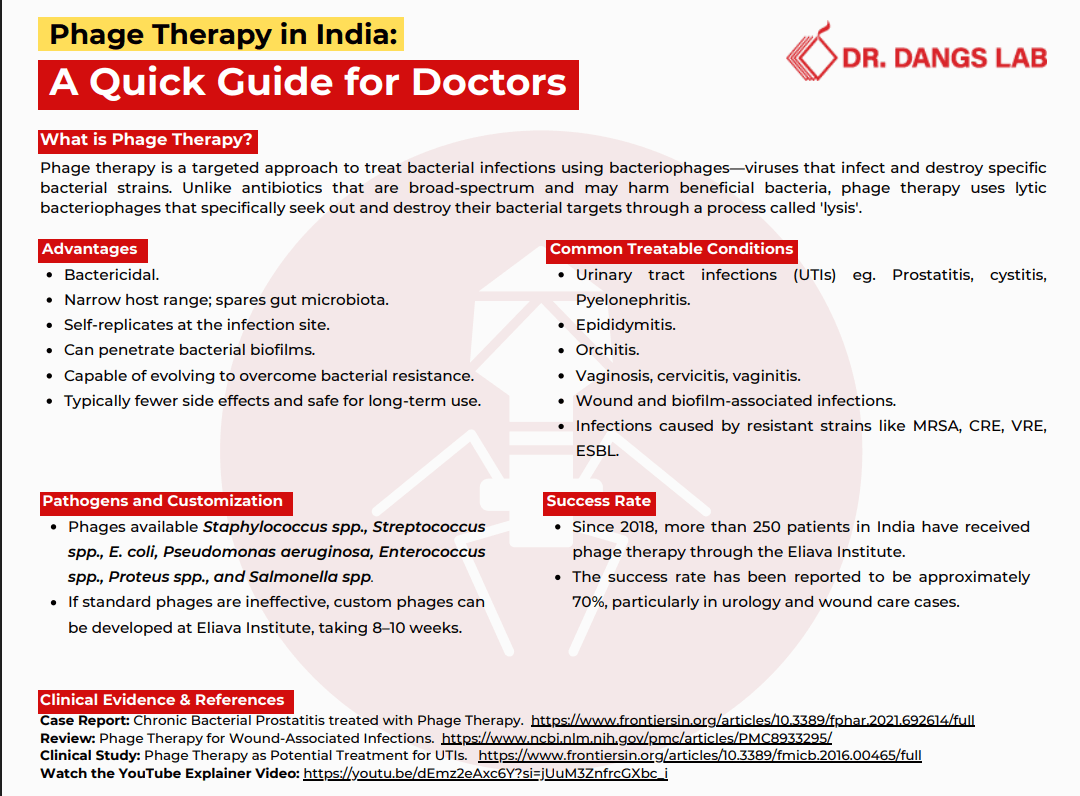 Phage Therapy in India:
A Quick Guide for Doctors
DR. DANGS LAB
What is Phage Therapy?
Phage therapy is a targeted approach to treat bacterial infections using bacteriophages—viruses that infect and destroy specific
bacterial strains. Unlike antibiotics that are broad-spectrum and may harm beneficial bacteria, phage therapy uses lytic
bacteriophages that specifically seek out and destroy their bacterial targets through a process called 'lysis'.
Advantages
• Bactericidal.
• Narrow host range; spares gut microbiota.
• Self-replicates at the infection site.
• Can penetrate bacterial biofilms.
• Capable of evolving to overcome bacterial resistance.
• Typically fewer side effects and safe for long-term use.
Common Treatable Conditions
• Urinary tract infections (UTIs) eg. Prostatitis, cystitis,
Pyelonephritis.
• Epididymitis.
• Orchitis.
• Vaginosis, cervicitis, vaginitis.
• Wound and biofilm-associated infections.
• Infections caused by resistant strains like MRSA, CRE, VRE,
ESBL.
Pathogens and Customization
• Phages available Staphylococcus spp., Streptococcus
spp., E. coli, Pseudomonas aeruginosa, Enterococcus
spp., Proteus spp., and Salmonella spp.
• If standard phages are ineffective, custom phages can
be developed at Eliava Institute, taking 8–10 weeks.
Success Rate
• Since 2018, more than 250 patients in India have received
phage therapy through the Eliava Institute.
• The success rate has been reported to be approximately
70%, particularly in urology and wound care cases.
Clinical Evidence & References
Case Report: Chronic Bacterial Prostatitis treated with Phage Therapy. https://www.frontiersin.org/articles/10.3389/fphar.2021.692614/full
Review: Phage Therapy for Wound-Associated Infections. https://www.ncbi.nlm.nih.gov/pmc/articles/PMC8933295/
Clinical Study: Phage Therapy as Potential Treatment for UTIs. https://www.frontiersin.org/articles/10.3389/fmicb.2016.00465/full
Watch the YouTube Explainer Video: https://youtu.be/dEmz2eAxc6Y?si=jUuM3ZnfrcGXbc_i